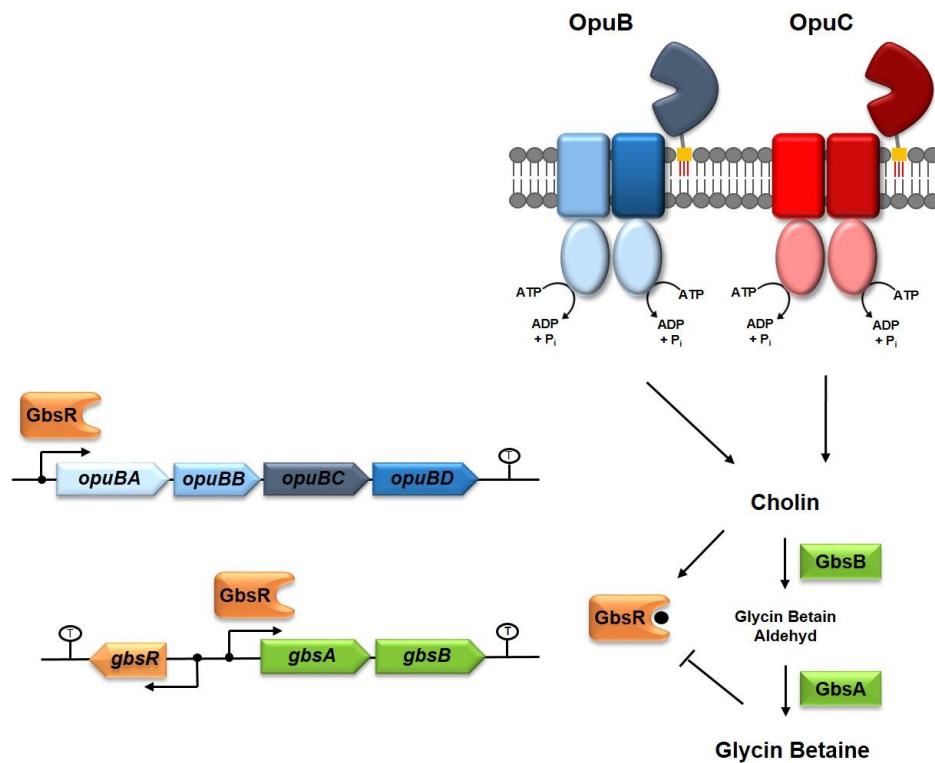 OpuB
OpuC
ATP
ADP
+ Pi
ATP
ADP
+ Pi
ATP
ADP
+ Pi
ATP
ADP
+ Pi
GbsR
opuBA
opuBB
opuBC
opuBD
T
Cholin
GbsB
GbsR
GbsR
Glycin Betain
Aldehyd
T
gbsR
gbsA
gbsB
T
GbsA
Glycin Betaine